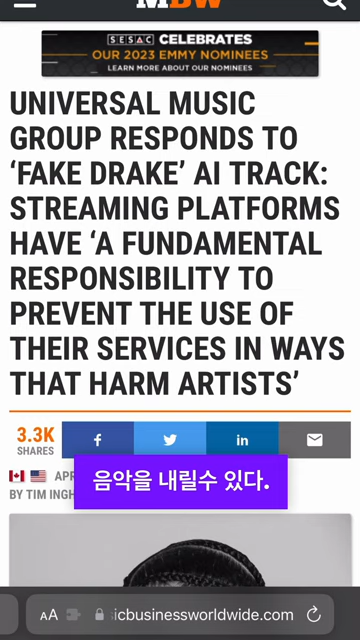 MBW
SESAC CELEBRATES
OUR 2023 EMMY NOMINEES
LEARN MORE ABOUT OUR NOMINEES
UNIVERSAL MUSIC
GROUP RESPONDS TO
‘FAKE DRAKE’ AI TRACK:
STREAMING PLATFORMS
HAVE ‘A FUNDAMENTAL
RESPONSIBILITY TO
PREVENT THE USE OF
THEIR SERVICES IN WAYS
THAT HARM ARTISTS’
3.3K
SHARES
f
in
음악을 내릴수 있다.
BY TIM INGH
AA
icbusinessworldwide.com